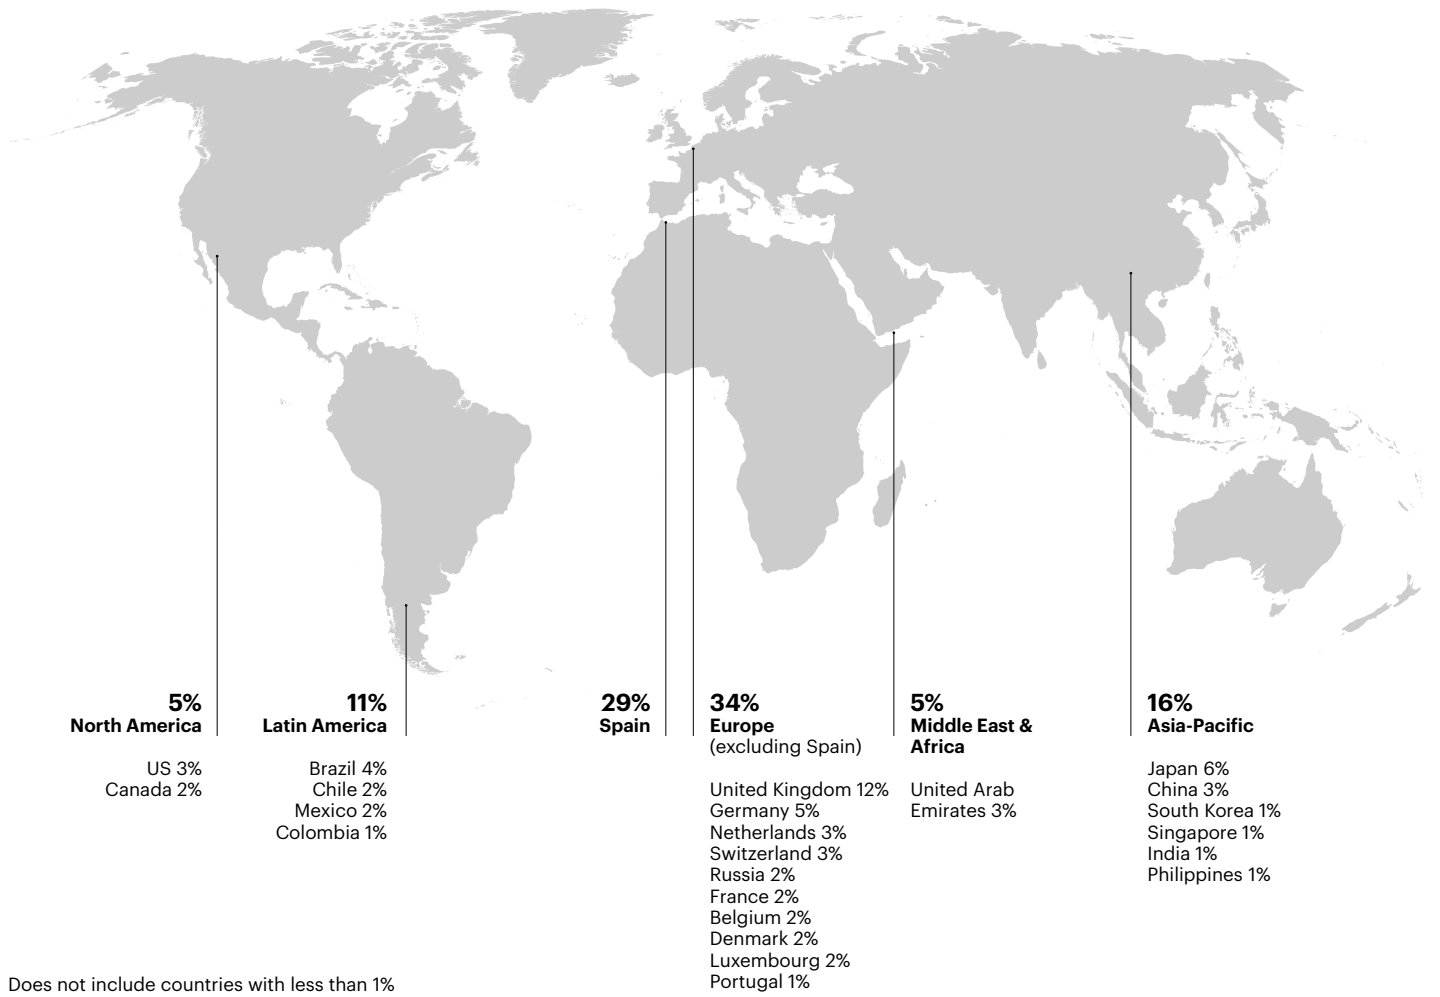 5%
North America
US 3%
Canada 2%
11%
Latin America
Brazil 4%
Chile 2%
Mexico 2%
Colombia 1%
29%
Spain
34%
Europe
(excluding Spain)
United Kingdom 12%
Germany 5%
Netherlands 3%
Switzerland 3%
Russia 2%
France 2%
Belgium 2%
Denmark 2%
Luxembourg 2%
Portugal 1%
5%
Middle East &
Africa
United Arab
Emirates 3%
16%
Asia-Pacific
Japan 6%
China 3%
South Korea 1%
Singapore 1%
India 1%
Philippines 1%
Does not include countries with less than 1%